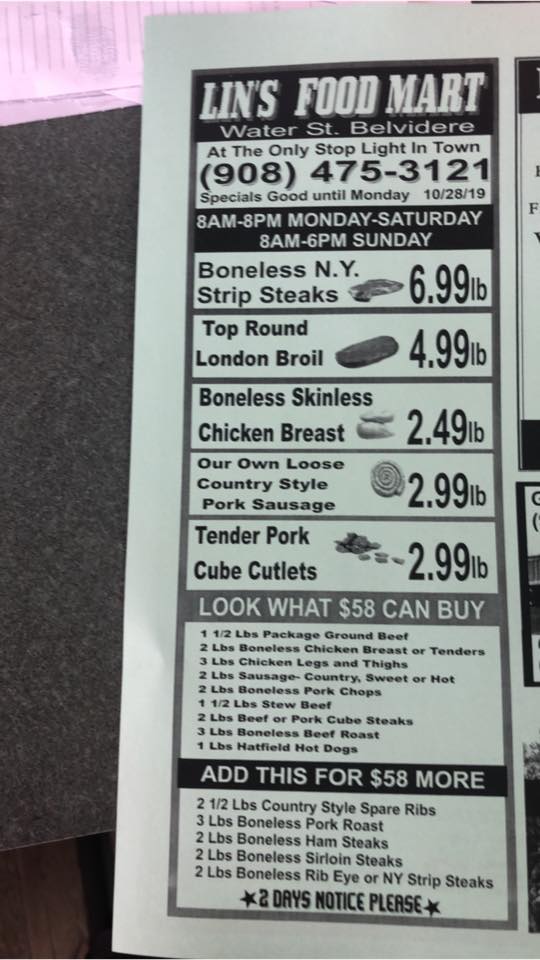 LIN'S FOOD MART
Water St. Belvidere
At The Only Stop Light In Town
(908) 475-3121
Specials Good until Monday 10/28/19
8AM-8PM MONDAY-SATURDAY
8AM-6PM SUNDAY
Boneless N.Y.
Strip Steaks 6.99lb
Top Round
London Broil 4.99lb
Boneless Skinless
Chicken Breast 2.49lb
Our Own Loose
Country Style
Pork Sausage 2.99lb
Tender Pork
Cube Cutlets 2.99lb
LOOK WHAT $58 CAN BUY
1 1/2 Lbs Package Ground Beef
2 Lbs Boneless Chicken Breast or Tenders
3 Lbs Chicken Legs and Thighs
2 Lbs Sausage- Country, Sweet or Hot
2 Lbs Boneless Pork Chops
1 1/2 Lbs Stew Beef
2 Lbs Beef or Pork Cube Steaks
3 Lbs Boneless Beef Roast
1 Lbs Hatfield Hot Dogs
ADD THIS FOR $58 MORE
2 1/2 Lbs Country Style Spare Ribs
3 Lbs Boneless Pork Roast
2 Lbs Boneless Ham Steaks
2 Lbs Boneless Sirloin Steaks
2 Lbs Boneless Rib Eye or NY Strip Steaks
★2 DAYS NOTICE PLEASE★